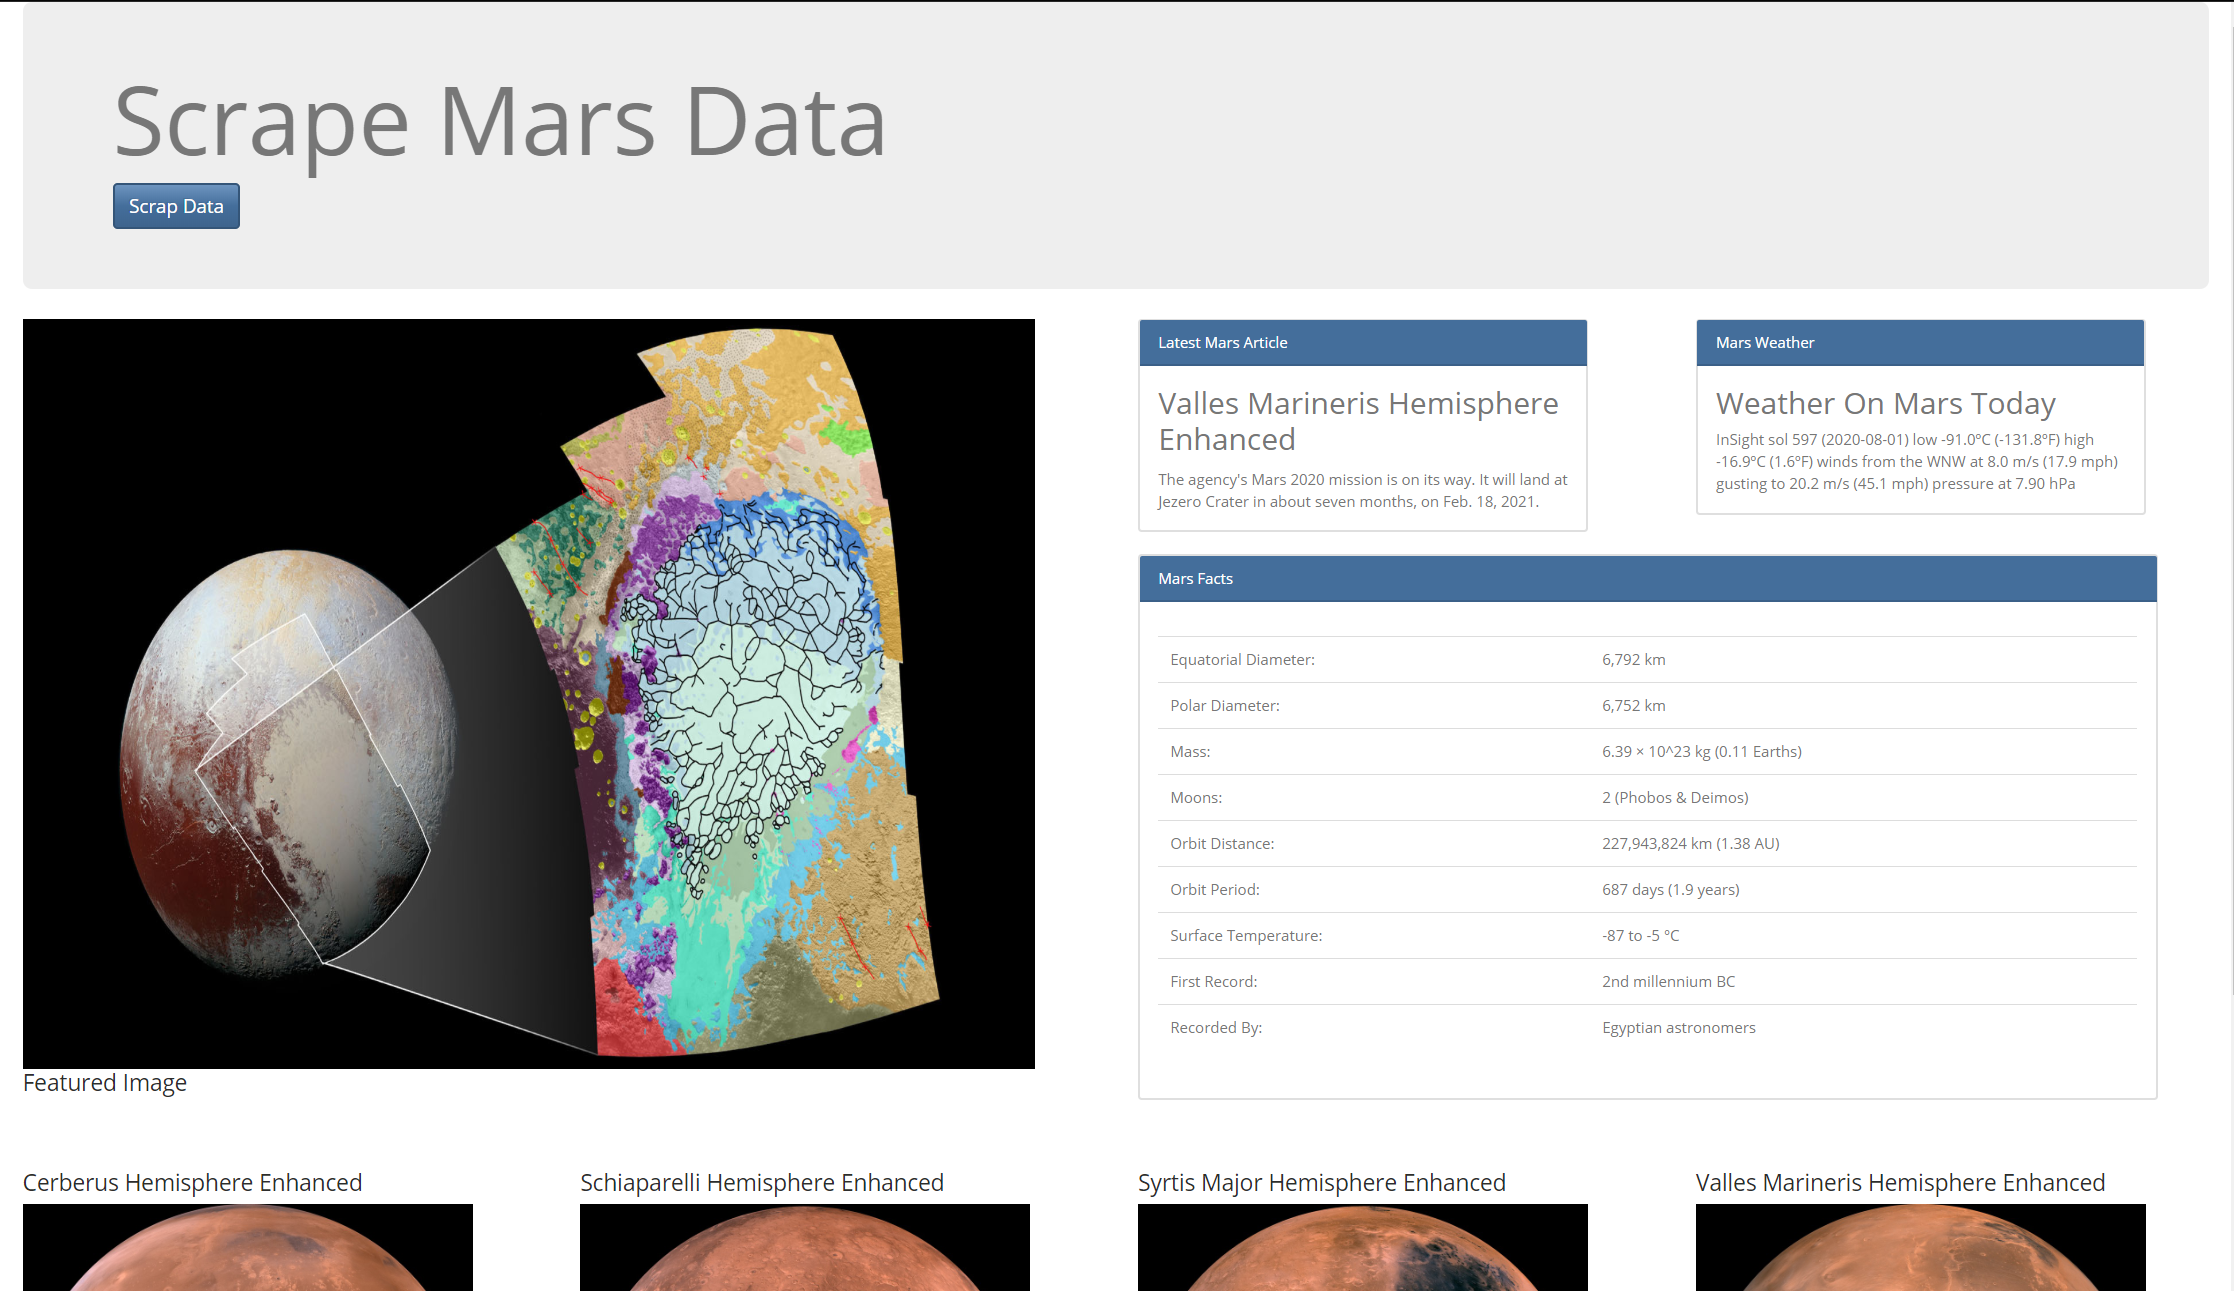 Scrape Mars Data
Scrap Data
Latest Mars Article
Valles Marineris Hemisphere
Enhanced
The agency's Mars 2020 mission is on its way. It will land at
Jezero Crater in about seven months, on Feb. 18, 2021.
Mars Weather
Weather On Mars Today
InSight sol 597 (2020-08-01) low -91.0ºC (-131.8ºF) high
-16.9ºC (1.6ºF) winds from the WNW at 8.0 m/s (17.9 mph)
gusting to 20.2 m/s (45.1 mph) pressure at 7.90 hPa
Mars Facts
Equatorial Diameter: 6,792 km
Polar Diameter: 6,752 km
Mass: 6.39 × 10^23 kg (0.11 Earths)
Moons: 2 (Phobos & Deimos)
Orbit Distance: 227,943,824 km (1.38 AU)
Orbit Period: 687 days (1.9 years)
Surface Temperature: -87 to -5 °C
First Record: 2nd millennium BC
Recorded By: Egyptian astronomers
Featured Image
Cerberus Hemisphere Enhanced
Schiaparelli Hemisphere Enhanced
Syrtis Major Hemisphere Enhanced
Valles Marineris Hemisphere Enhanced